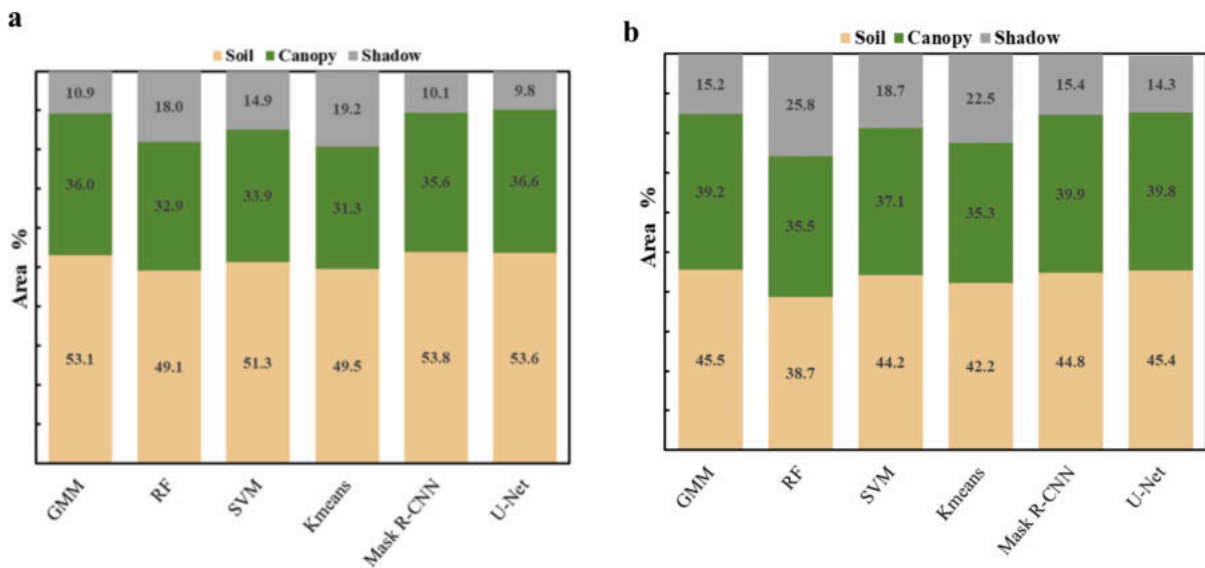 a
Soil Canopy Shadow
Area %
10.9 18.0 14.9 19.2 10.1 9.8
36.0 32.9 33.9 31.3 35.6 36.6
53.1 49.1 51.3 49.5 53.8 53.6
GMM RF SVM Kmeans Mask R-CNN U-Net
b
Soil Canopy Shadow
Area %
15.2 25.8 18.7 22.5 15.4 14.3
39.2 35.5 37.1 35.3 39.9 39.8
45.5 38.7 44.2 42.2 44.8 45.4
GMM RF SVM Kmeans Mask R-CNN U-Net